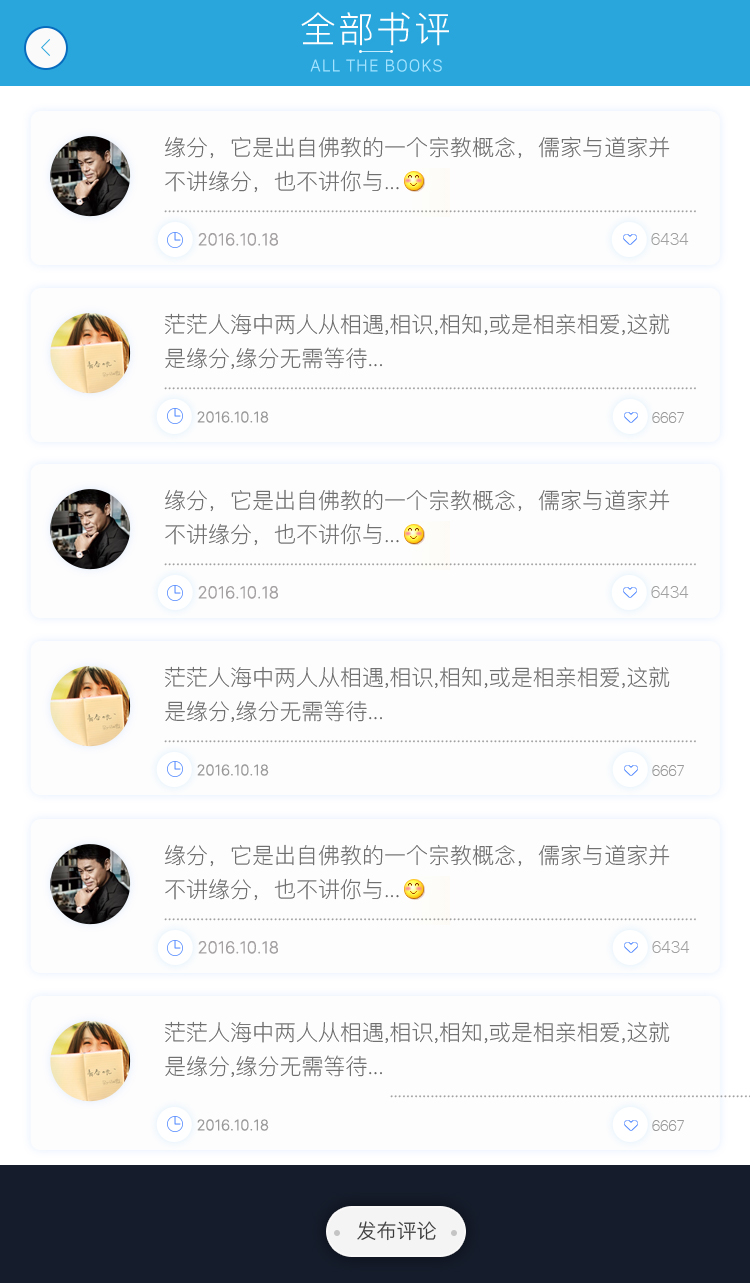 全部书评
ALL THE BOOKS
缘分，它是出自佛教的一个宗教概念，儒家与道家并
不讲缘分，也不讲你与...😊
2016.10.18 6434
茫茫人海中两人从相遇,相识,相知,或是相亲相爱,这就
是缘分,缘分无需等待...
2016.10.18 6667
缘分，它是出自佛教的一个宗教概念，儒家与道家并
不讲缘分，也不讲你与...😊
2016.10.18 6434
茫茫人海中两人从相遇,相识,相知,或是相亲相爱,这就
是缘分,缘分无需等待...
2016.10.18 6667
缘分，它是出自佛教的一个宗教概念，儒家与道家并
不讲缘分，也不讲你与...😊
2016.10.18 6434
茫茫人海中两人从相遇,相识,相知,或是相亲相爱,这就
是缘分,缘分无需等待...
2016.10.18 6667
发布评论